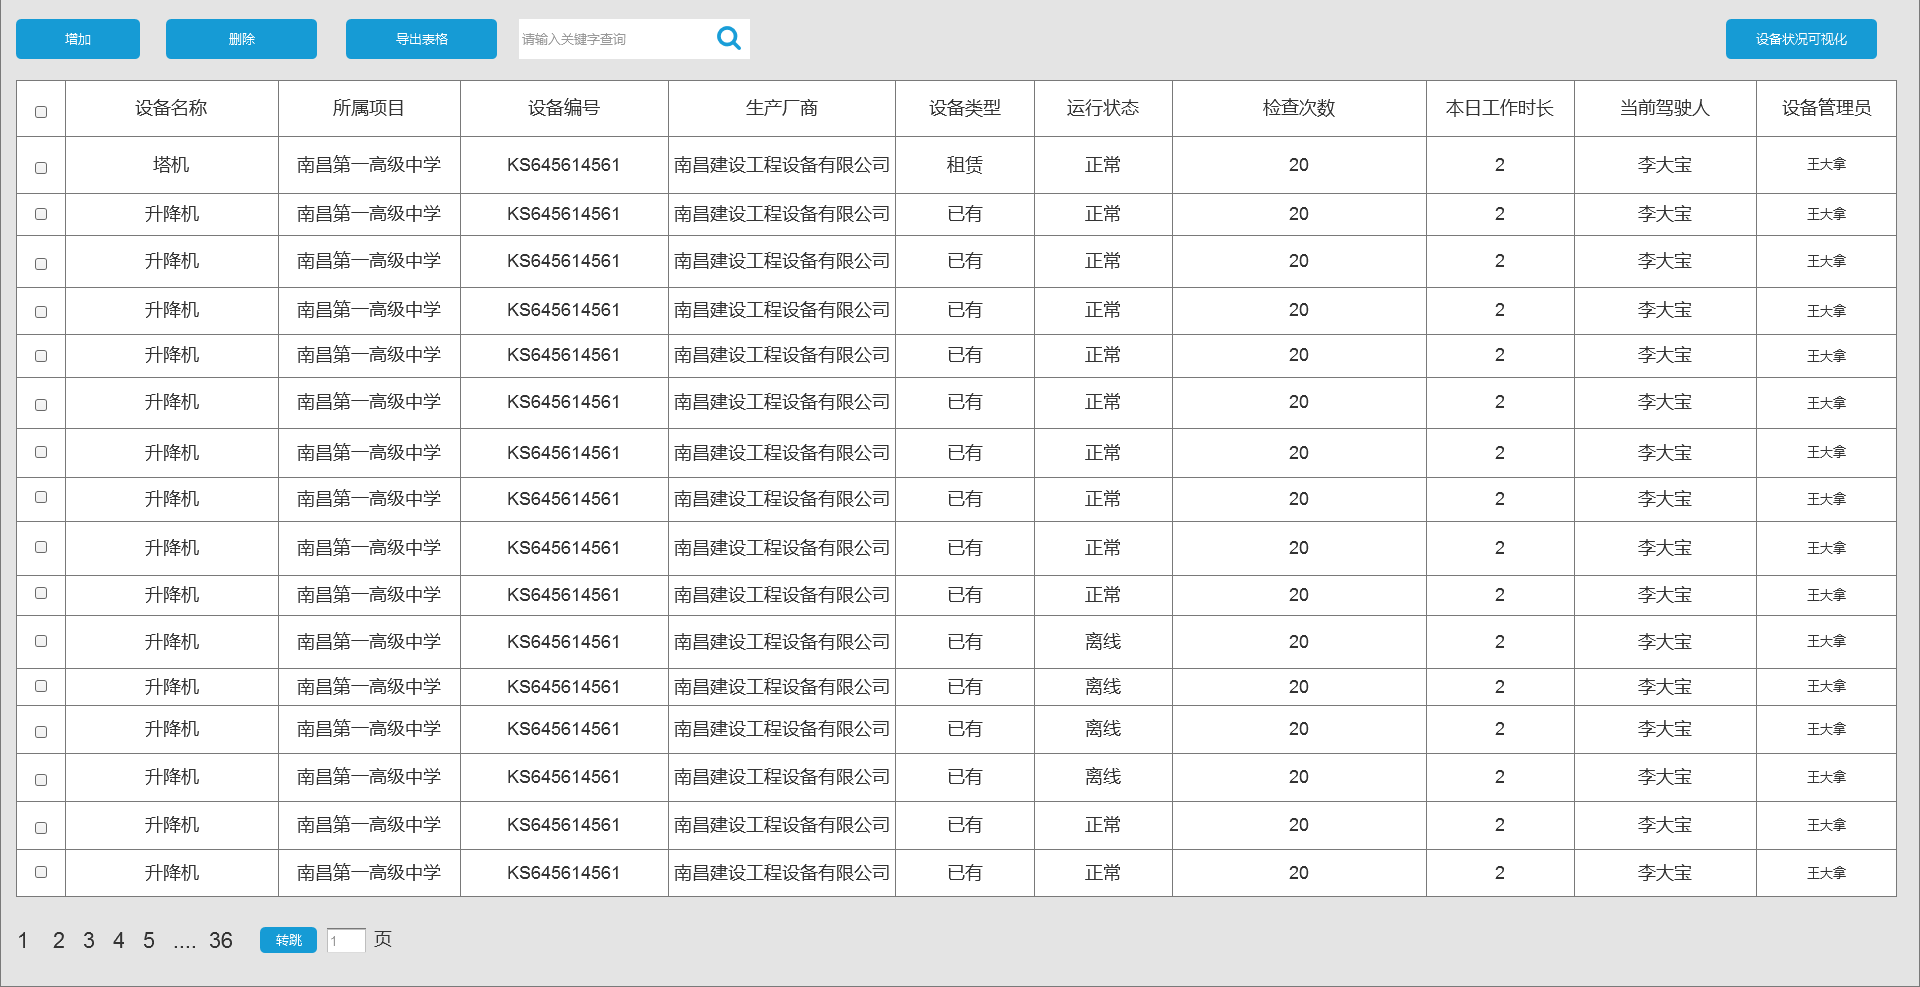 增加 删除 导出表格 请输入关键字查询 设备状况可视化
设备名称 所属项目 设备编号 生产厂商 设备类型 运行状态 检查次数 本日工作时长 当前驾驶人 设备管理员
塔机 南昌第一高级中学 KS645614561 南昌建设工程设备有限公司 租赁 正常 20 2 李大宝 王大拿
升降机 南昌第一高级中学 KS645614561 南昌建设工程设备有限公司 已有 正常 20 2 李大宝 王大拿
升降机 南昌第一高级中学 KS645614561 南昌建设工程设备有限公司 已有 正常 20 2 李大宝 王大拿
升降机 南昌第一高级中学 KS645614561 南昌建设工程设备有限公司 已有 正常 20 2 李大宝 王大拿
升降机 南昌第一高级中学 KS645614561 南昌建设工程设备有限公司 已有 正常 20 2 李大宝 王大拿
升降机 南昌第一高级中学 KS645614561 南昌建设工程设备有限公司 已有 正常 20 2 李大宝 王大拿
升降机 南昌第一高级中学 KS645614561 南昌建设工程设备有限公司 已有 正常 20 2 李大宝 王大拿
升降机 南昌第一高级中学 KS645614561 南昌建设工程设备有限公司 已有 正常 20 2 李大宝 王大拿
升降机 南昌第一高级中学 KS645614561 南昌建设工程设备有限公司 已有 正常 20 2 李大宝 王大拿
升降机 南昌第一高级中学 KS645614561 南昌建设工程设备有限公司 已有 正常 20 2 李大宝 王大拿
升降机 南昌第一高级中学 KS645614561 南昌建设工程设备有限公司 已有 离线 20 2 李大宝 王大拿
升降机 南昌第一高级中学 KS645614561 南昌建设工程设备有限公司 已有 离线 20 2 李大宝 王大拿
升降机 南昌第一高级中学 KS645614561 南昌建设工程设备有限公司 已有 离线 20 2 李大宝 王大拿
升降机 南昌第一高级中学 KS645614561 南昌建设工程设备有限公司 已有 离线 20 2 李大宝 王大拿
升降机 南昌第一高级中学 KS645614561 南昌建设工程设备有限公司 已有 正常 20 2 李大宝 王大拿
升降机 南昌第一高级中学 KS645614561 南昌建设工程设备有限公司 已有 正常 20 2 李大宝 王大拿
1 2 3 4 5 .... 36 转跳 1 页